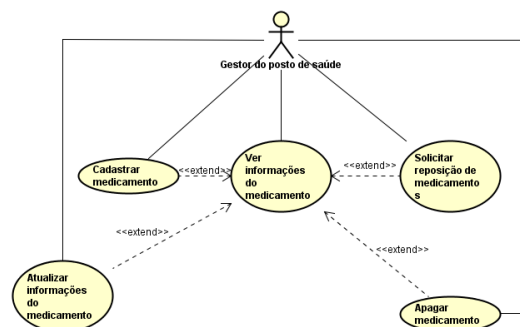 Gestor do posto de saúde
Cadastrar
medicamento
<<extend>>
Ver
informações
do
medicamento
<<extend>>
Solicitar
reposição de
medicamento
s
<<extend>>
<<extend>>
Atualizar
informações
do
medicamento
Apagar
medicamento